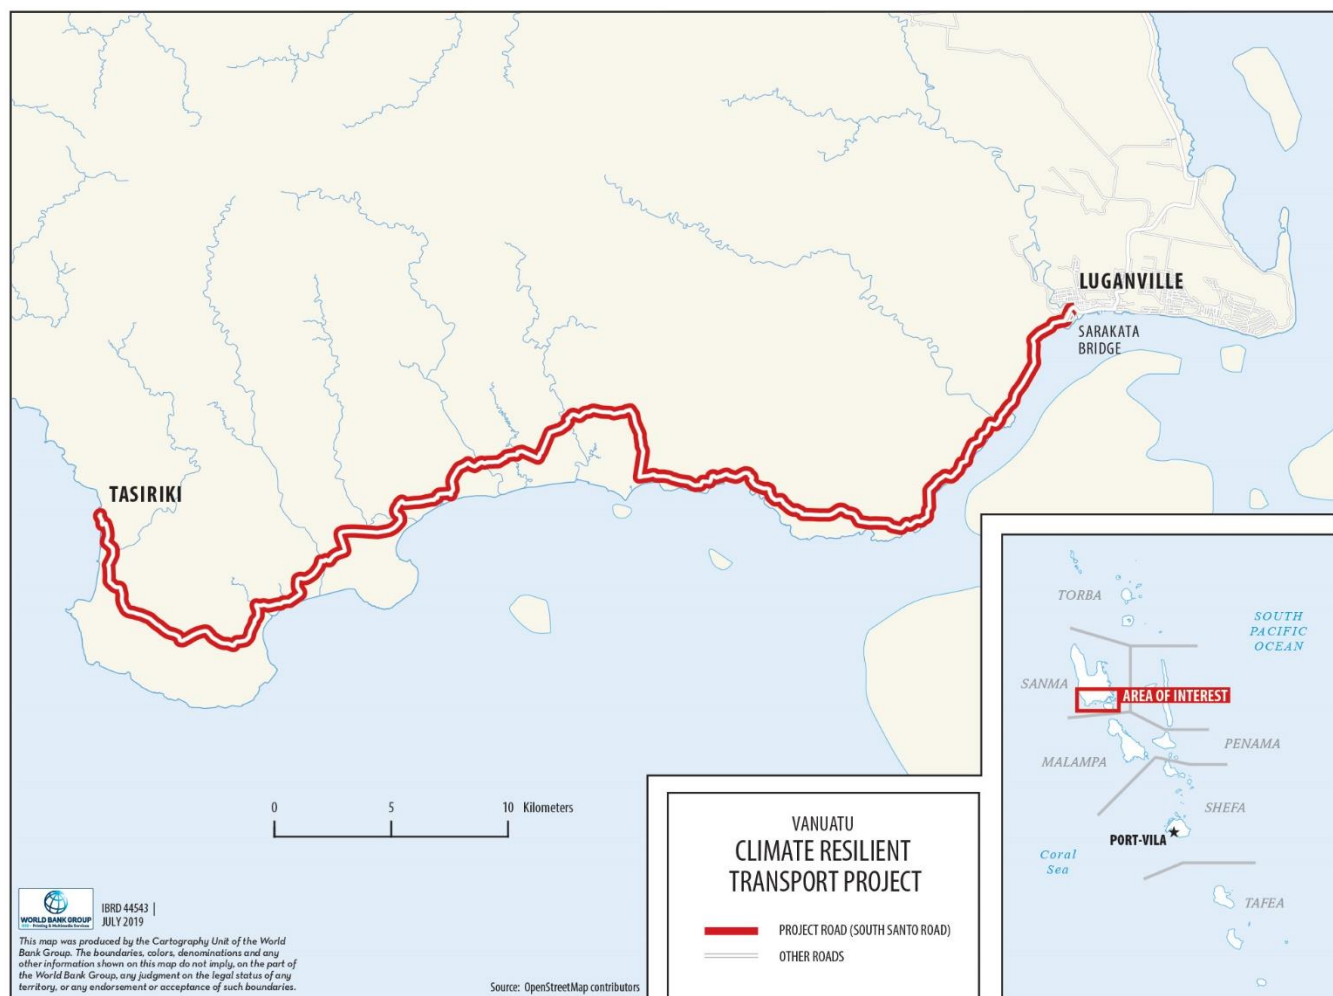 LUGANVILLE
SARAKATA
BRIDGE
TASIRIKI
0 5 10 Kilometers
WORLD BANK GROUP
IBRD 44543 |
JULY 2019
This map was produced by the Cartography Unit of the World
Bank Group. The boundaries, colors, denominations and any
other information shown on this map do not imply, on the part of
the World Bank Group, any judgment on the legal status of any
territory, or any endorsement or acceptance of such boundaries.
Source: OpenStreetMap contributors
VANUATU
CLIMATE RESILIENT
TRANSPORT PROJECT
PROJECT ROAD (SOUTH SANTO ROAD)
OTHER ROADS
TORBA
SOUTH
PACIFIC
OCEAN
SANMA
AREA OF INTEREST
PENAMA
MALAMPA
SHEFA
PORT-VILA
Coral
Sea
TAFEA